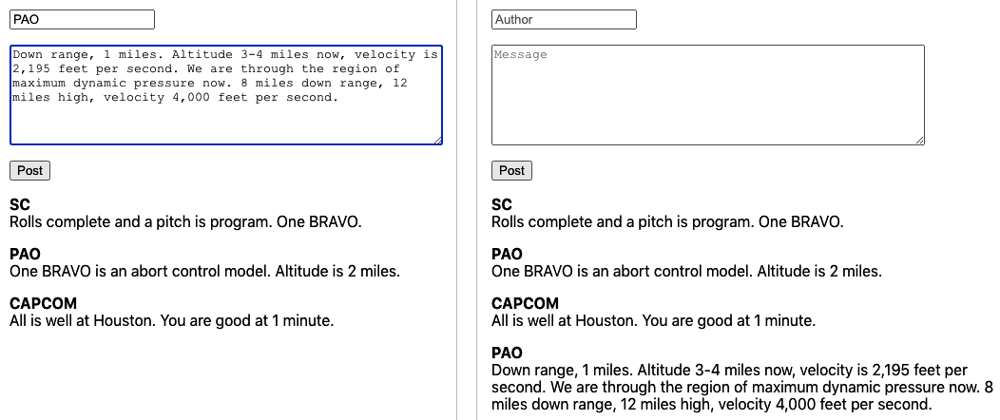 PAO
Down range, 1 miles. Altitude 3-4 miles now, velocity is
2,195 feet per second. We are through the region of
maximum dynamic pressure now. 8 miles down range, 12
miles high, velocity 4,000 feet per second.
Post
SC
Rolls complete and a pitch is program. One BRAVO.
PAO
One BRAVO is an abort control model. Altitude is 2 miles.
CAPCOM
All is well at Houston. You are good at 1 minute.
Author
Message
Post
SC
Rolls complete and a pitch is program. One BRAVO.
PAO
One BRAVO is an abort control model. Altitude is 2 miles.
CAPCOM
All is well at Houston. You are good at 1 minute.
PAO
Down range, 1 miles. Altitude 3-4 miles now, velocity is 2,195 feet per
second. We are through the region of maximum dynamic pressure now. 8
miles down range, 12 miles high, velocity 4,000 feet per second.